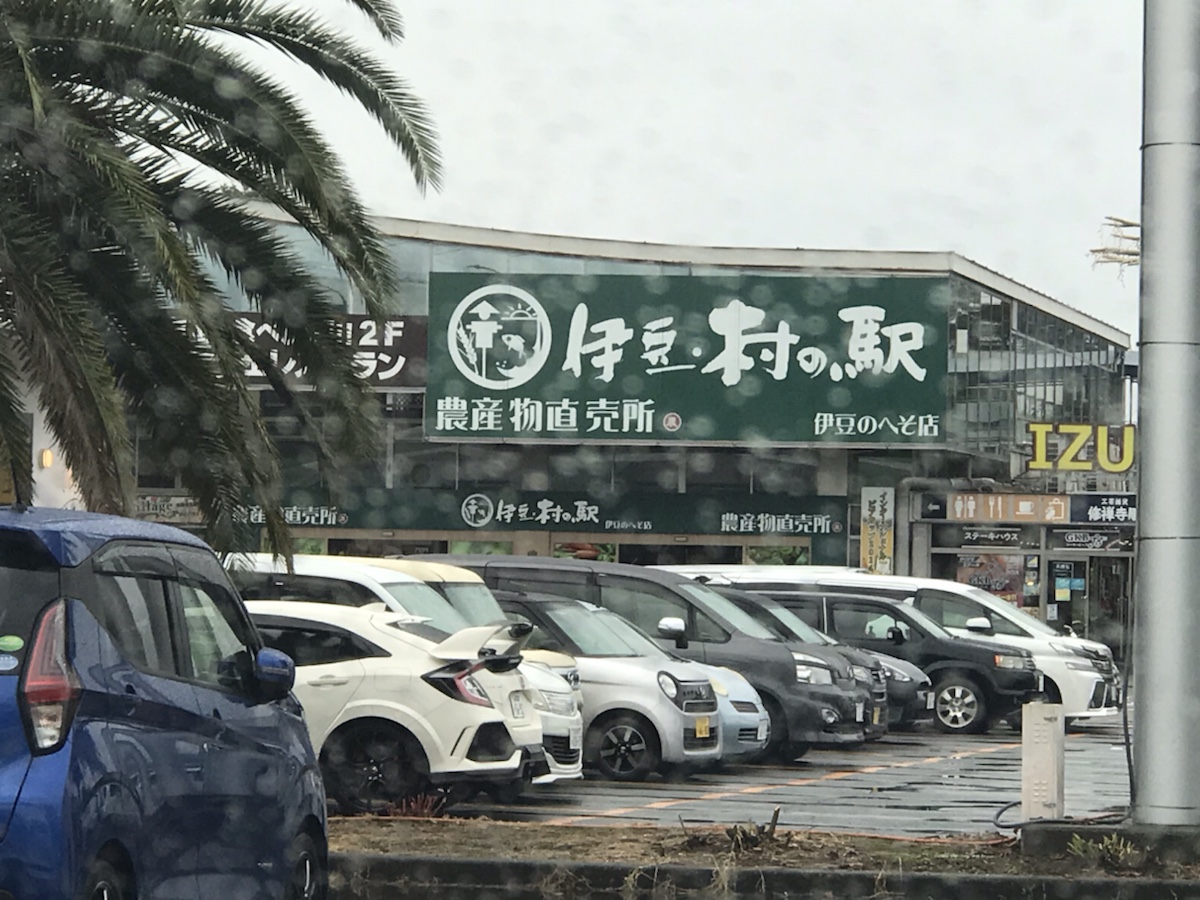 2F
伊豆・村の駅
農産物直売所 農
伊豆のへそ店
IZU
農産物直売所
伊豆・村の駅
伊豆のへそ店
農産物直売所
ステーキハウス
修禅寺